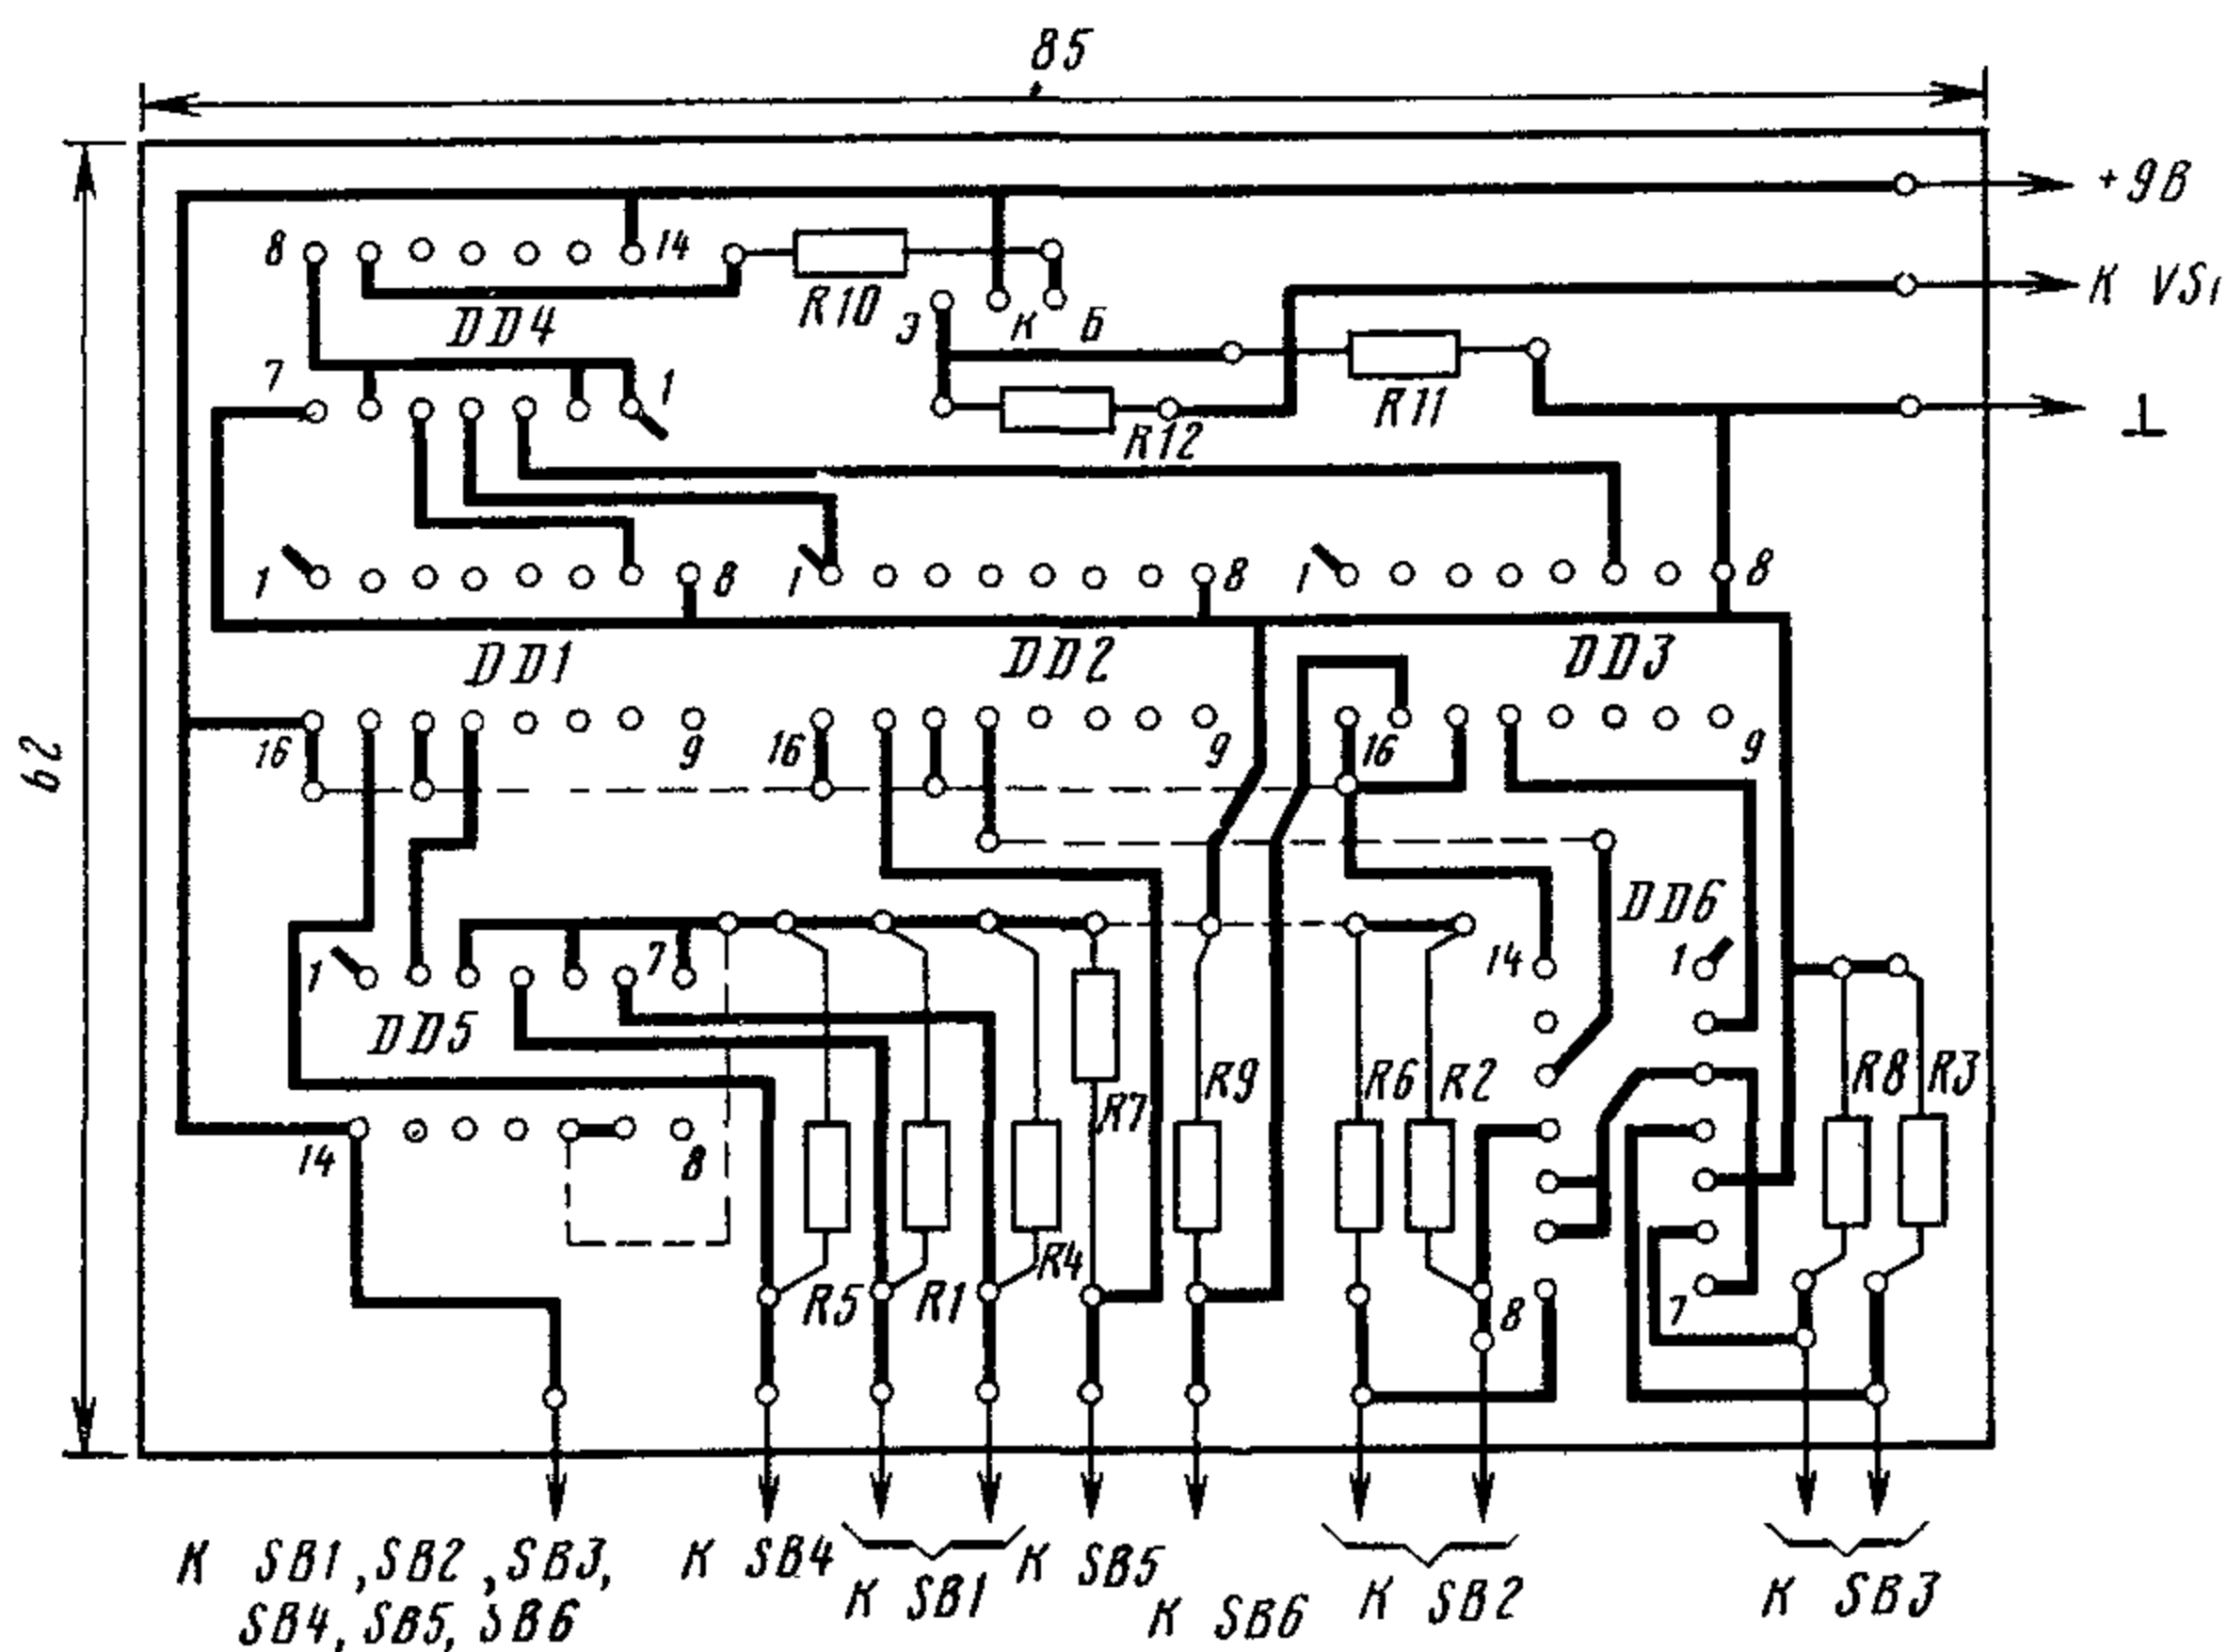 85
+9В
8 14
R10
К VS1
DD4
Э К Б
7 1
R11
R12
⊥
1 8 1 8 1 8
DD1 DD2 DD3
62
16 9 16 9 16 9
DD6
1 7 14 1
DD5
R9 R6 R2 R8 R3
R7
14 8
R4
R5 R1 8 7
К SB1, SB2, SB3,
SB4, SB5, SB6
К SB4
К SB1
К SB5
К SB6
К SB2
К SB3